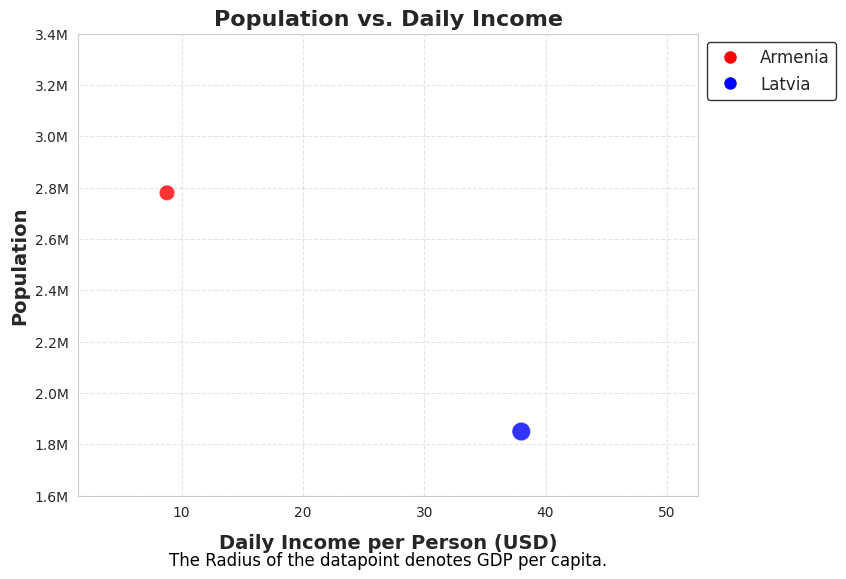 Population vs. Daily Income
3.4M
3.2M
3.0M
2.8M
2.6M
2.4M
2.2M
2.0M
1.8M
1.6M
Population
10
20
30
40
50
Daily Income per Person (USD)
The Radius of the datapoint denotes GDP per capita.
Armenia
Latvia